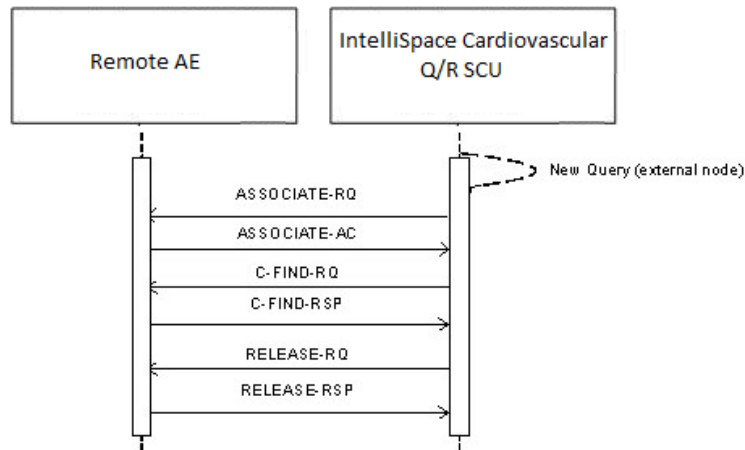 Remote AE
IntelliSpace Cardiovascular
Q/R SCU
New Query (external node)
ASSOCIATE-RQ
ASSOCIATE-AC
C-FIND-RQ
C-FIND-RSP
RELEASE-RQ
RELEASE-RSP